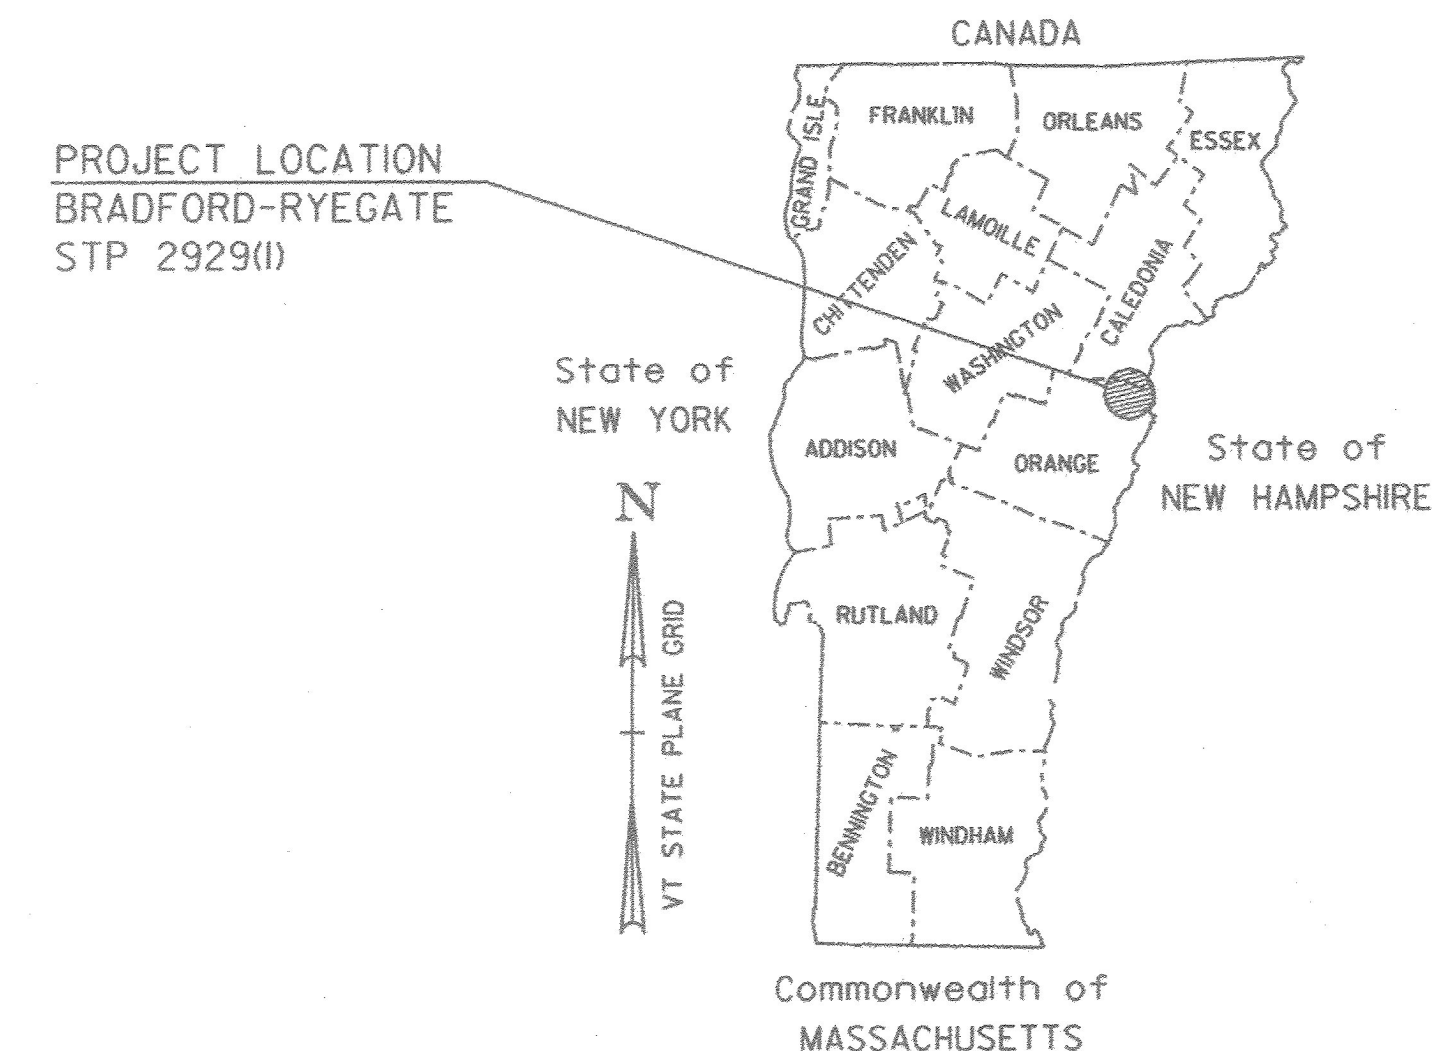 CANADA
PROJECT LOCATION
BRADFORD-RYEGATE
STP 2929(1)
GRAND ISLE
FRANKLIN
ORLEANS
ESSEX
LAMOILLE
CHITTENDEN
CALEDONIA
WASHINGTON
State of
NEW YORK
ADDISON
ORANGE
State of
NEW HAMPSHIRE
N
VT STATE PLANE GRID
RUTLAND
WINDSOR
BENNINGTON
WINDHAM
Commonwealth of
MASSACHUSETTS